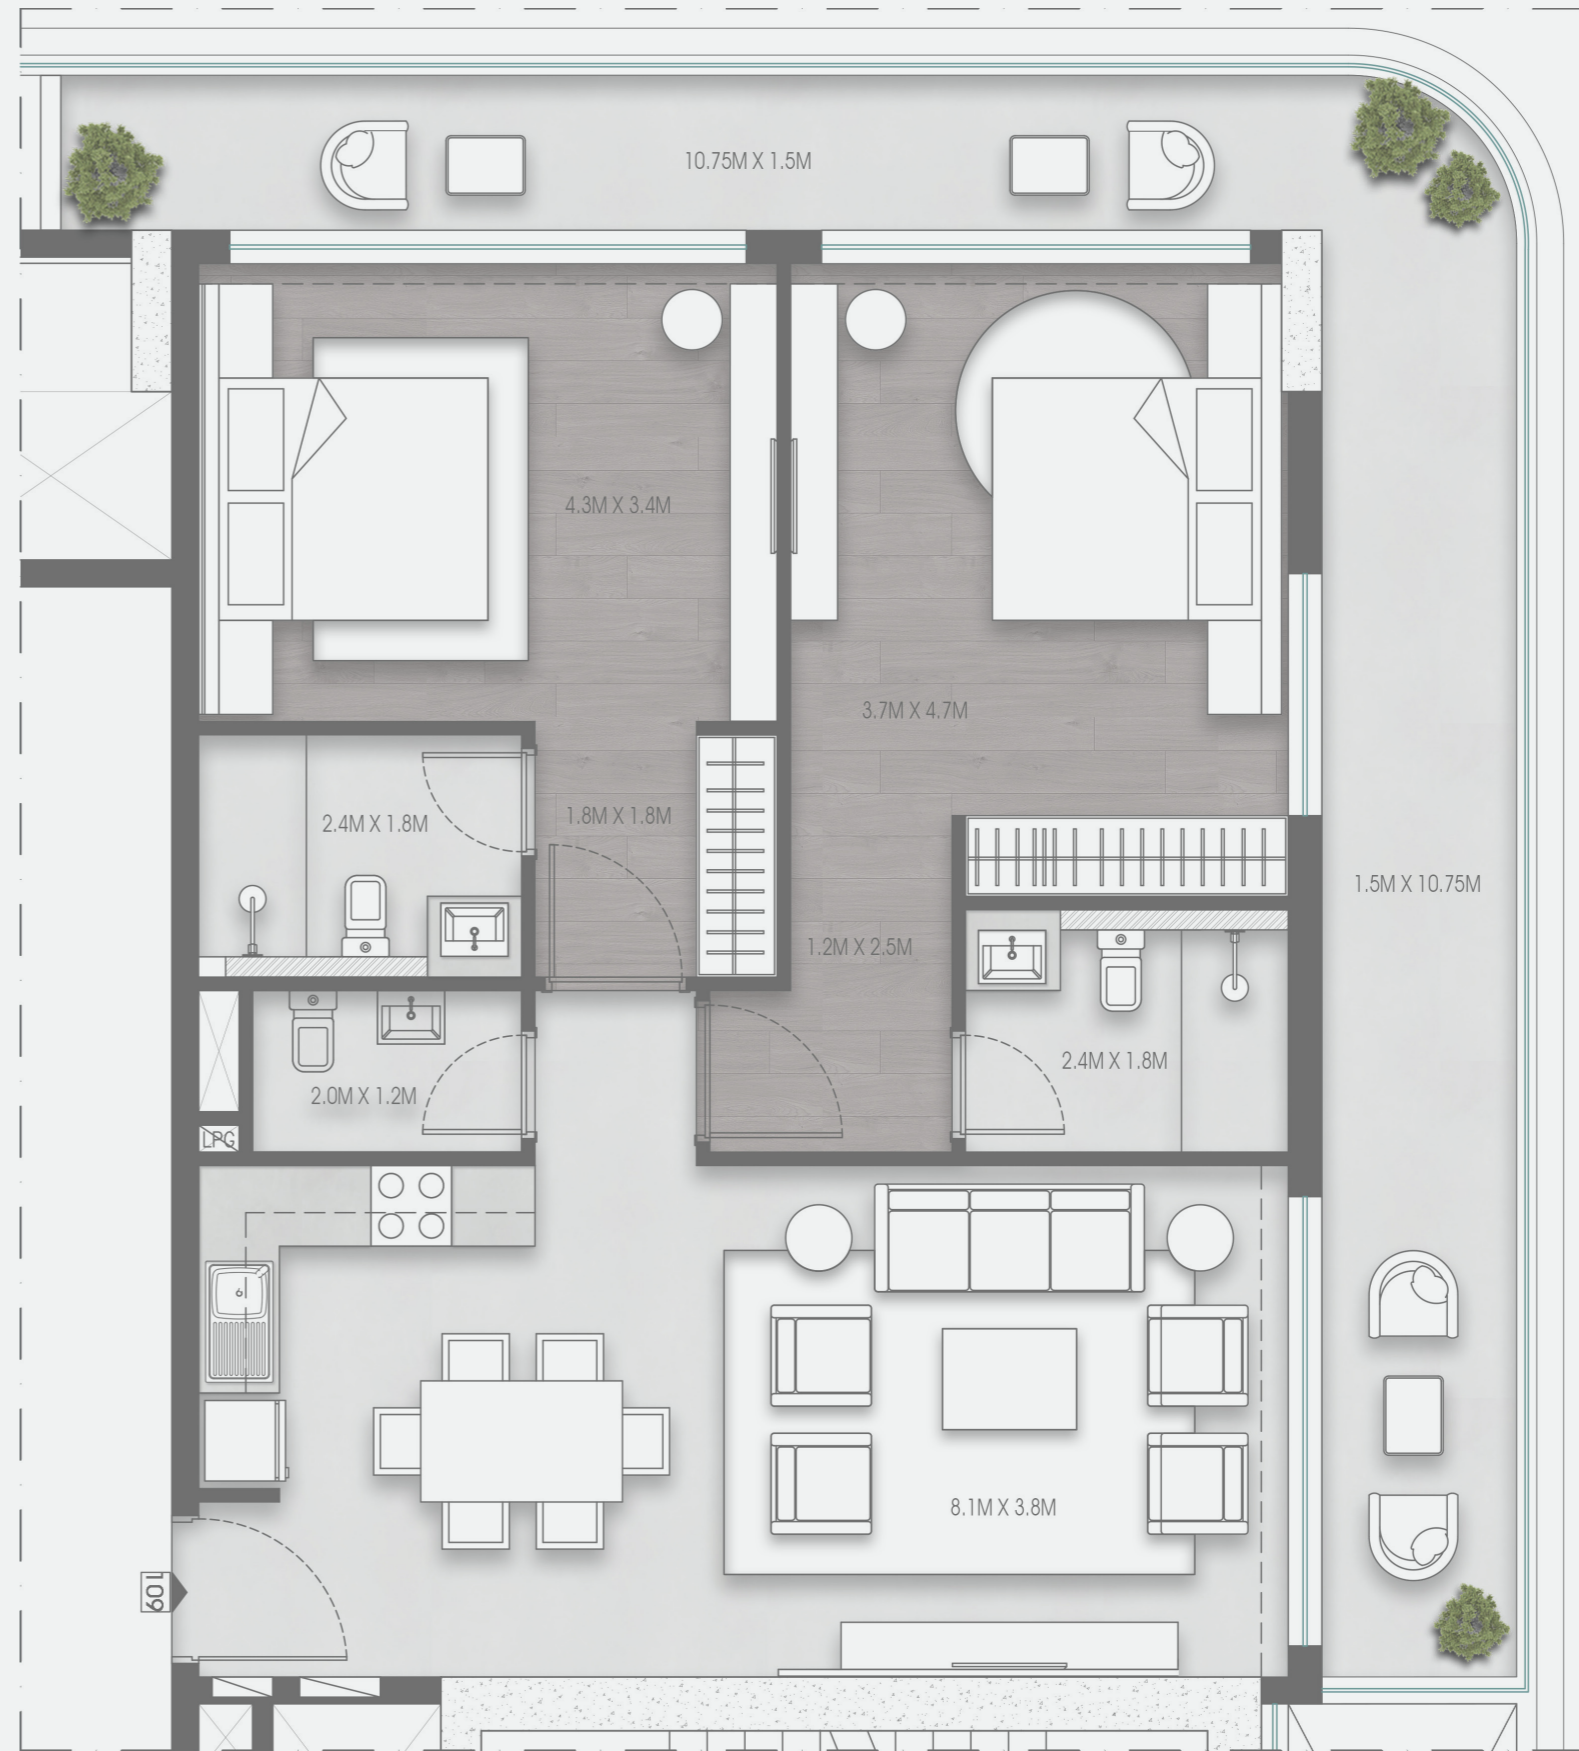 10.75M X 1.5M
4.3M X 3.4M
3.7M X 4.7M
2.4M X 1.8M
1.8M X 1.8M
1.5M X 10.75M
1.2M X 2.5M
2.4M X 1.8M
2.0M X 1.2M
LPG
8.1M X 3.8M
109